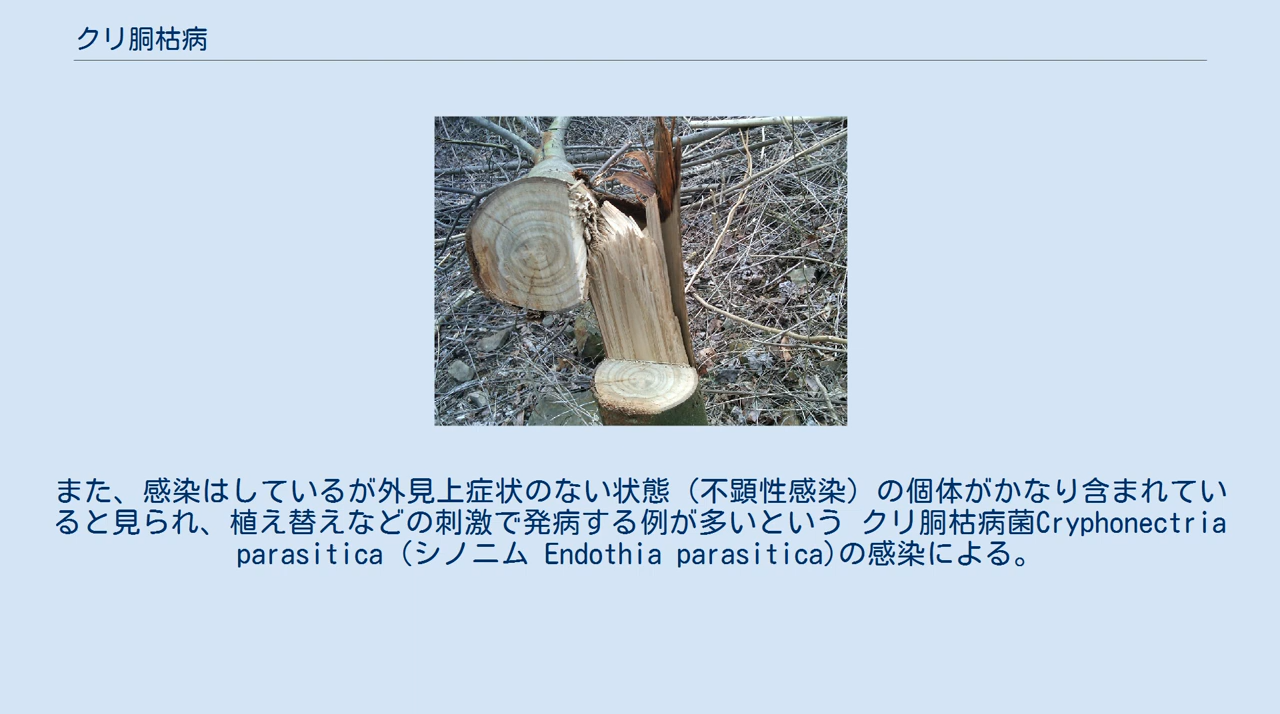 クリ胴枯病
また、感染はしているが外見上症状のない状態（不顕性感染）の個体がかなり含まれてい
ると見られ、植え替えなどの刺激で発病する例が多いという クリ胴枯病菌Cryphonectria
parasitica (シノニム Endothia parasitica)の感染による。